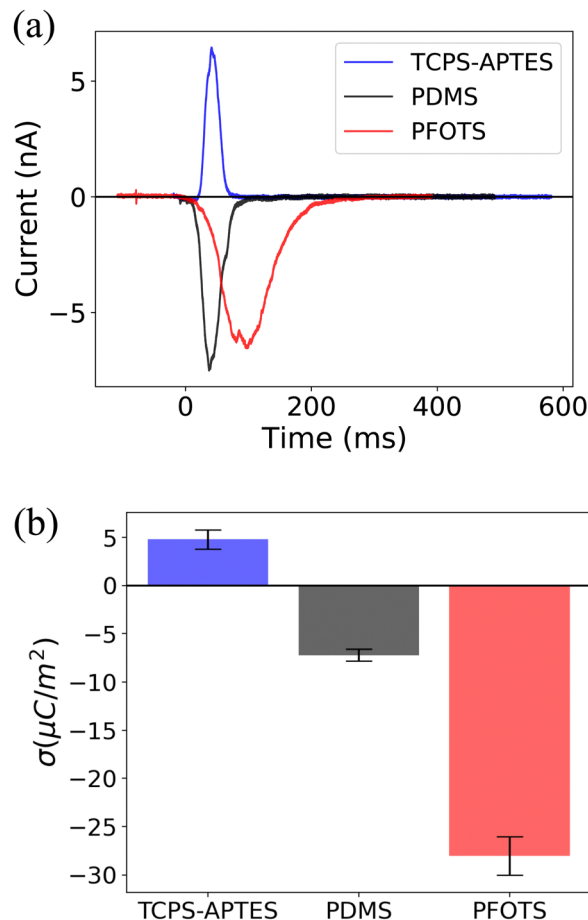 (a)
TCPS-APTES
PDMS
PFOTS
5
0
−5
Current (nA)
0 200 400 600
Time (ms)
(b)
5
0
−5
−10
−15
−20
−25
−30
σ(μC/m²)
TCPS-APTES PDMS PFOTS